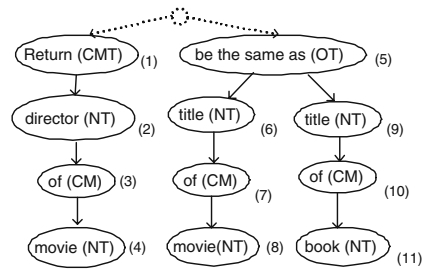 Return (CMT) (1)
be the same as (OT) (5)
director (NT) (2)
title (NT) (6)
title (NT) (9)
of (CM) (3)
of (CM) (7)
of (CM) (10)
movie (NT) (4)
movie(NT) (8)
book (NT) (11)